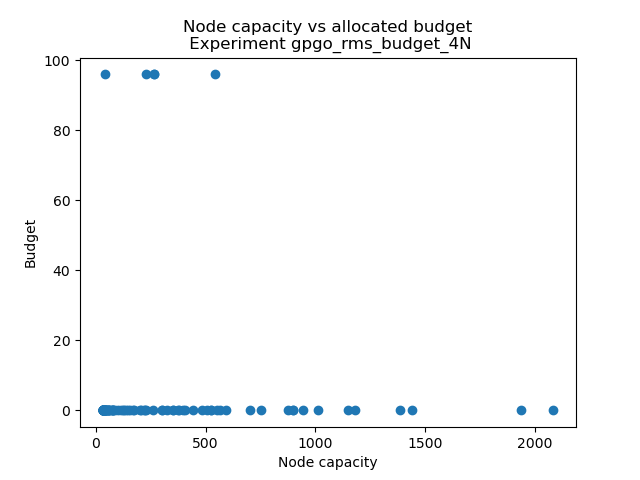 Node capacity vs allocated budget
Experiment gpgo_rms_budget_4N
100
80
60
40
20
0
Budget
0 500 1000 1500 2000
Node capacity